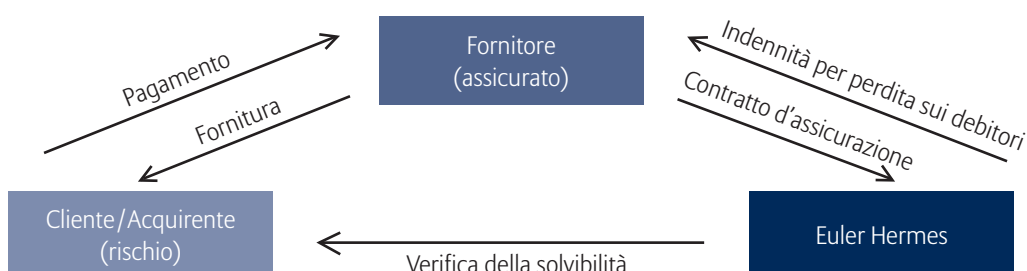 Fornitore
(assicurato)
Pagamento
Fornitura
Indennità per perdita sui debitori
Contratto d'assicurazione
Cliente/Acquirente
(rischio)
Euler Hermes
Verifica della solvibilità